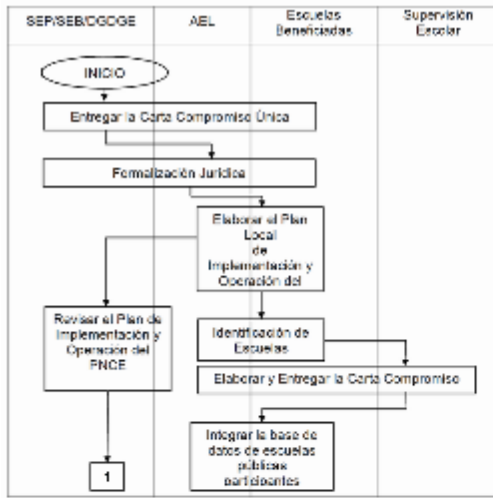 SEP/SEB/DGDGE
AEL
Escuelas
Beneficiadas
Supervisión
Escolar
INICIO
Entregar la Carta Compromiso Única
Formalización Jurídica
Elaborar el Plan
Local
de
Implementación y
Operación del
Revisar el Plan de
Implementación y
Operación del
PNCE
Identificación de
Escuelas
Elaborar y Entregar la Carta Compromiso
Integrar la base de
datos de escuelas
públicas
participantes
1